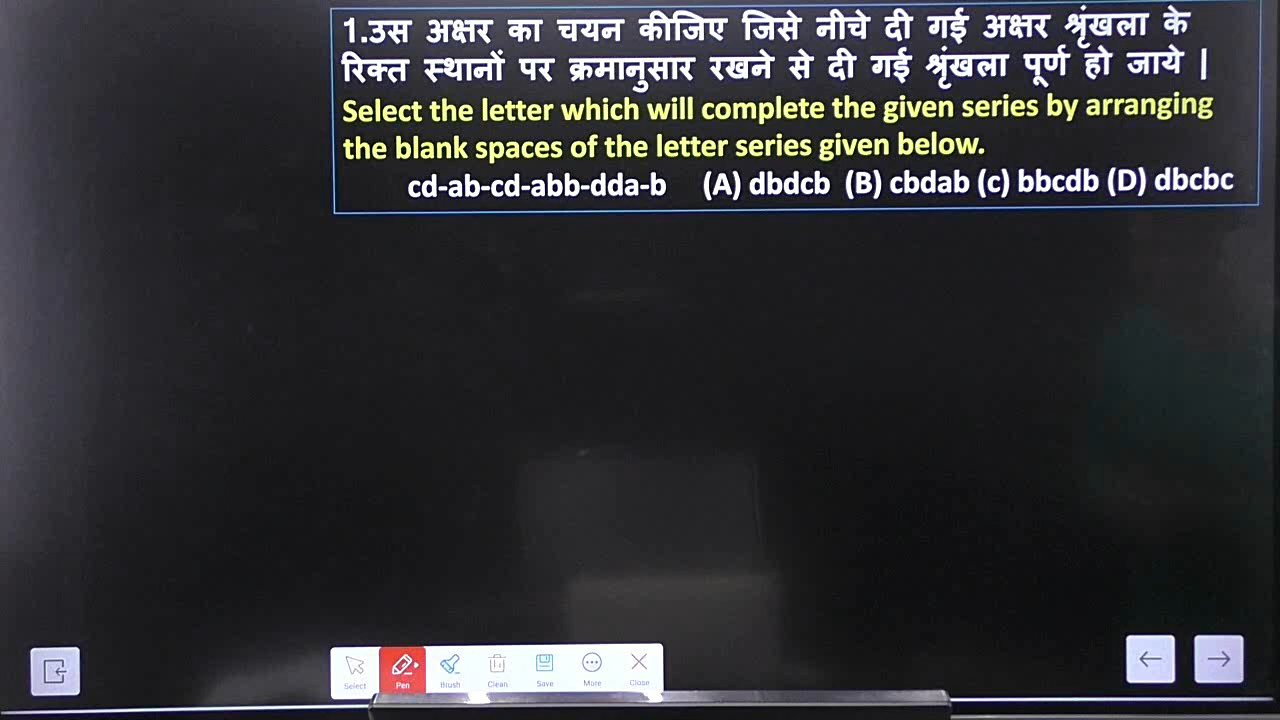 1.उस अक्षर का चयन कीजिए जिसे नीचे दी गई अक्षर श्रृंखला के
रिक्त स्थानों पर क्रमानुसार रखने से दी गई श्रृंखला पूर्ण हो जाये |
Select the letter which will complete the given series by arranging
the blank spaces of the letter series given below.
cd-ab-cd-abb-dda-b (A) dbdcb (B) cbdab (c) bbcdb (D) dbcbc
Select Pen Brush Clean Save More Close